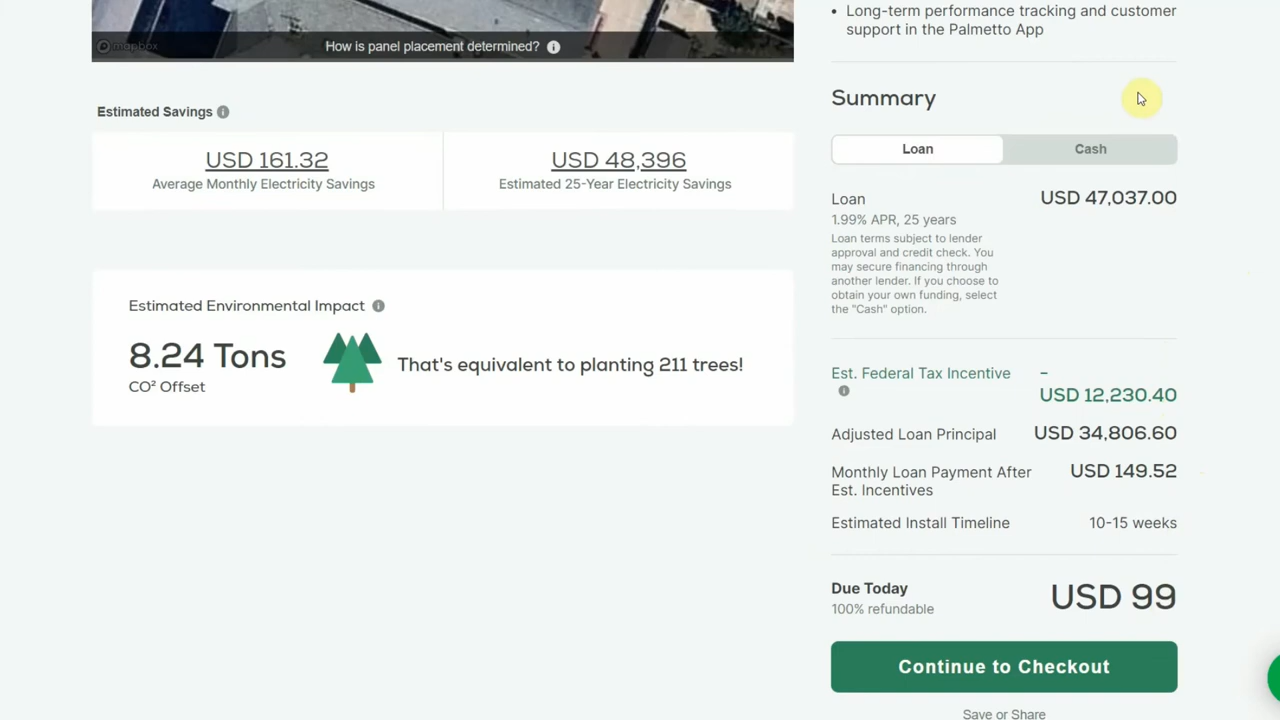 mapbox
How is panel placement determined? i
Estimated Savings i
USD 161.32
Average Monthly Electricity Savings
USD 48,396
Estimated 25-Year Electricity Savings
Estimated Environmental Impact i
8.24 Tons
CO² Offset
That's equivalent to planting 211 trees!
• Long-term performance tracking and customer
support in the Palmetto App
Summary
Loan
Cash
Loan
USD 47,037.00
1.99% APR, 25 years
Loan terms subject to lender
approval and credit check. You
may secure financing through
another lender. If you choose to
obtain your own funding, select
the "Cash" option.
Est. Federal Tax Incentive
i
–
USD 12,230.40
Adjusted Loan Principal
USD 34,806.60
Monthly Loan Payment After
Est. Incentives
USD 149.52
Estimated Install Timeline
10-15 weeks
Due Today
100% refundable
USD 99
Continue to Checkout
Save or Share